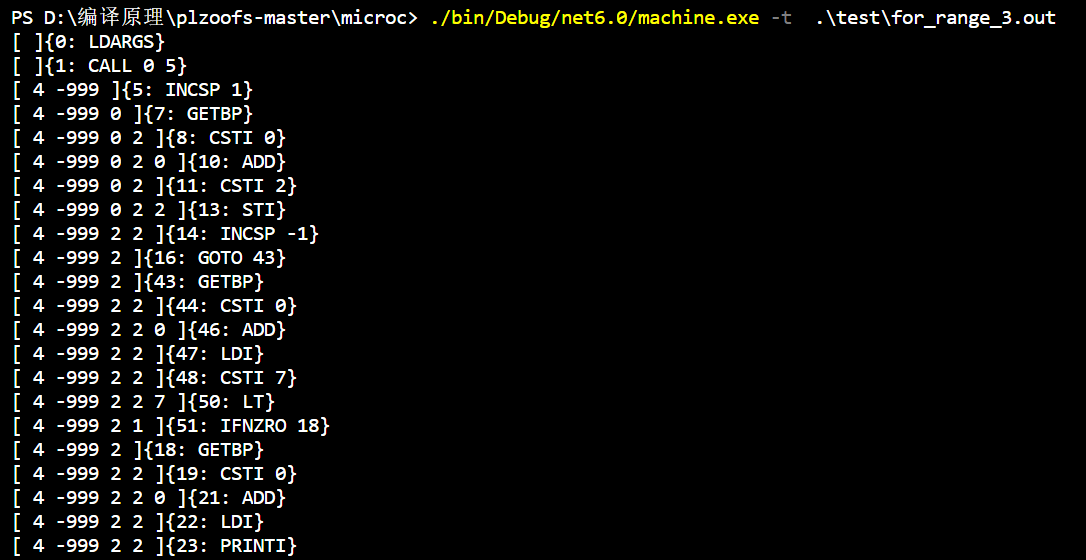 PS D:\编译原理\plzoofs-master\microc> ./bin/Debug/net6.0/machine.exe -t  .\test\for_range_3.out
[ ]{0: LDARGS}
[ ]{1: CALL 0 5}
[ 4 -999 ]{5: INCSP 1}
[ 4 -999 0 ]{7: GETBP}
[ 4 -999 0 2 ]{8: CSTI 0}
[ 4 -999 0 2 0 ]{10: ADD}
[ 4 -999 0 2 ]{11: CSTI 2}
[ 4 -999 0 2 2 ]{13: STI}
[ 4 -999 2 2 ]{14: INCSP -1}
[ 4 -999 2 ]{16: GOTO 43}
[ 4 -999 2 ]{43: GETBP}
[ 4 -999 2 2 ]{44: CSTI 0}
[ 4 -999 2 2 0 ]{46: ADD}
[ 4 -999 2 2 ]{47: LDI}
[ 4 -999 2 2 ]{48: CSTI 7}
[ 4 -999 2 2 7 ]{50: LT}
[ 4 -999 2 1 ]{51: IFNZRO 18}
[ 4 -999 2 ]{18: GETBP}
[ 4 -999 2 2 ]{19: CSTI 0}
[ 4 -999 2 2 0 ]{21: ADD}
[ 4 -999 2 2 ]{22: LDI}
[ 4 -999 2 2 ]{23: PRINTI}